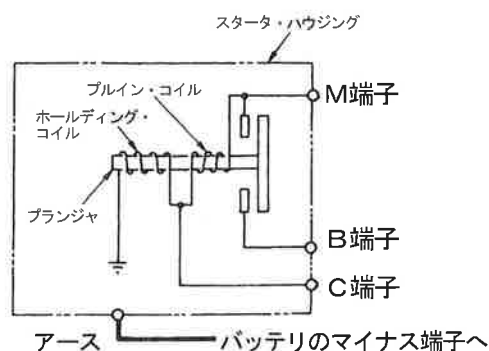 スタータ・ハウジング
プルイン・コイル
ホールディング・
コイル
プランジャ
M端子
B端子
C端子
アース
バッテリのマイナス端子へ